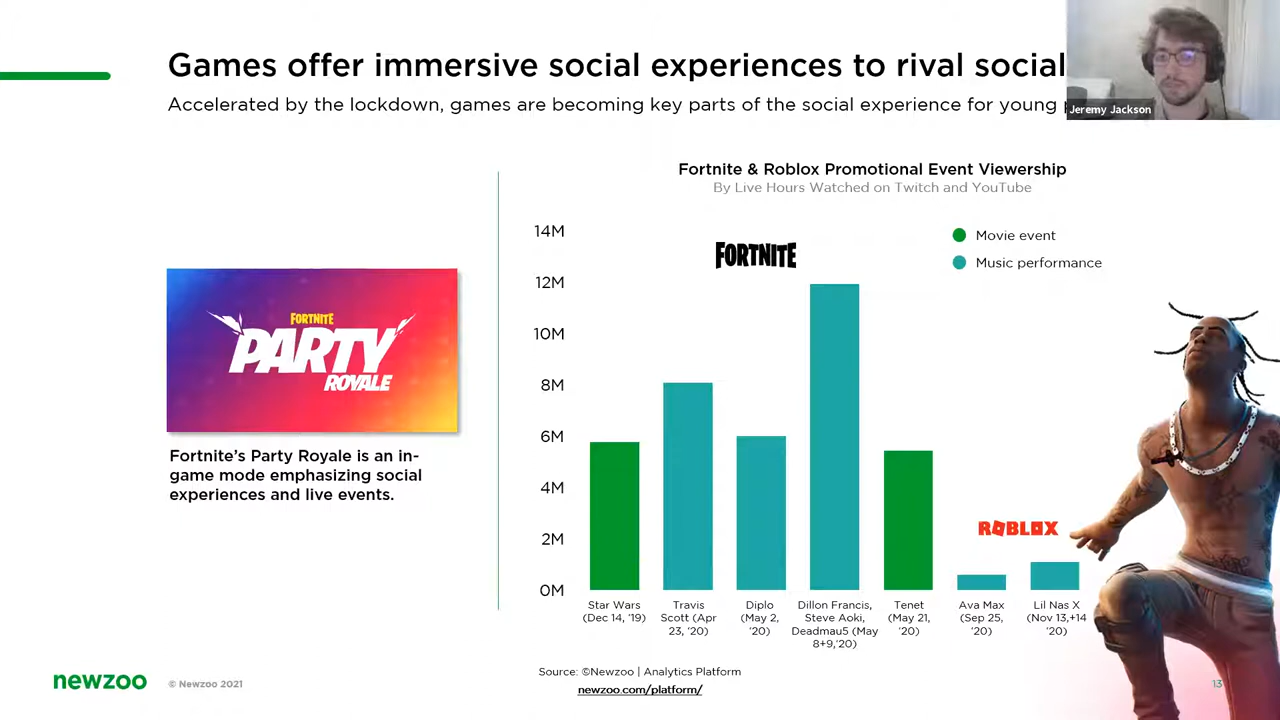 Games offer immersive social experiences to rival social
Accelerated by the lockdown, games are becoming key parts of the social experience for young
Jeremy Jackson
FORTNITE
PARTY
ROYALE
Fortnite's Party Royale is an in-
game mode emphasizing social
experiences and live events.
Fortnite & Roblox Promotional Event Viewership
By Live Hours Watched on Twitch and YouTube
FORTNITE
Movie event
Music performance
14M
12M
10M
8M
6M
4M
2M
0M
ROBLOX
Star Wars
(Dec 14, '19)
Travis
Scott (Apr
23, '20)
Diplo
(May 2,
'20)
Dillon Francis,
Steve Aoki,
Deadmau5 (May
8+9,'20)
Tenet
(May 21,
'20)
Ava Max
(Sep 25,
'20)
Lil Nas X
(Nov 13,+14
'20)
Source: ©Newzoo | Analytics Platform
newzoo.com/platform/
newzoo
© Newzoo 2021
13